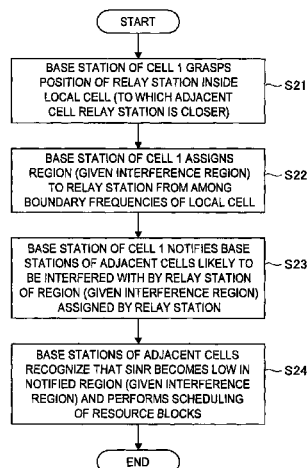 START
BASE STATION OF CELL 1 GRASPS
POSITION OF RELAY STATION INSIDE
LOCAL CELL (TO WHICH ADJACENT
CELL RELAY STATION IS CLOSER)
S21
BASE STATION OF CELL 1 ASSIGNS
REGION (GIVEN INTERFERENCE REGION)
TO RELAY STATION FROM AMONG
BOUNDARY FREQUENCIES OF LOCAL CELL
S22
BASE STATION OF CELL 1 NOTIFIES BASE
STATIONS OF ADJACENT CELLS LIKELY
TO BE INTERFERED WITH BY RELAY STATION
OF REGION (GIVEN INTERFERENCE REGION)
ASSIGNED BY RELAY STATION
S23
BASE STATIONS OF ADJACENT CELLS
RECOGNIZE THAT SINR BECOMES LOW IN
NOTIFIED REGION (GIVEN INTERFERENCE
REGION) AND PERFORMS SCHEDULING
OF RESOURCE BLOCKS
S24
END